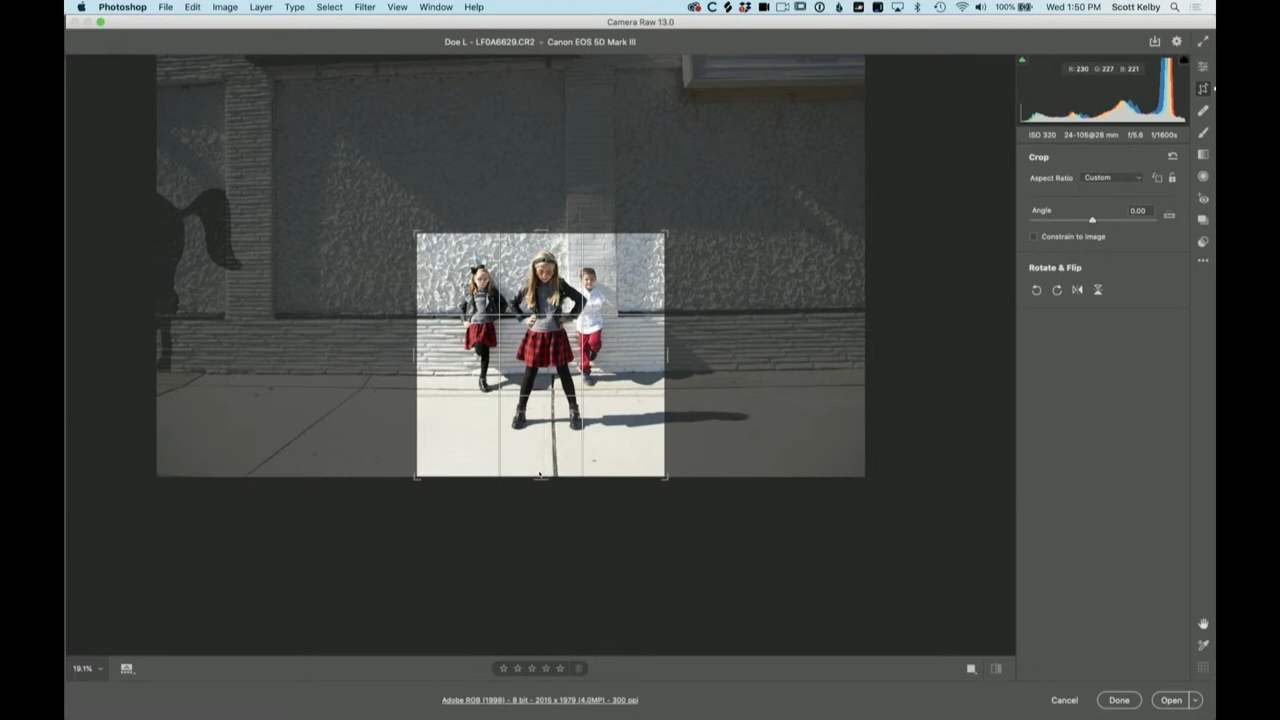 Photoshop File Edit Image Layer Type Select Filter View Window Help 100% Wed 1:50 PM Scott Kelby
Camera Raw 13.0
Doe L - LF0A6629.CR2 - Canon EOS 5D Mark III
R: 230 G: 227 B: 221
ISO 320 24-105@28 mm f/5.6 1/1600s
Crop
Aspect Ratio Custom
Angle 0.00
Constrain to Image
Rotate & Flip
19.1%
Adobe RGB (1998) - 8 bit - 2015 x 1979 (4.0MP) - 300 ppi
Cancel Done Open